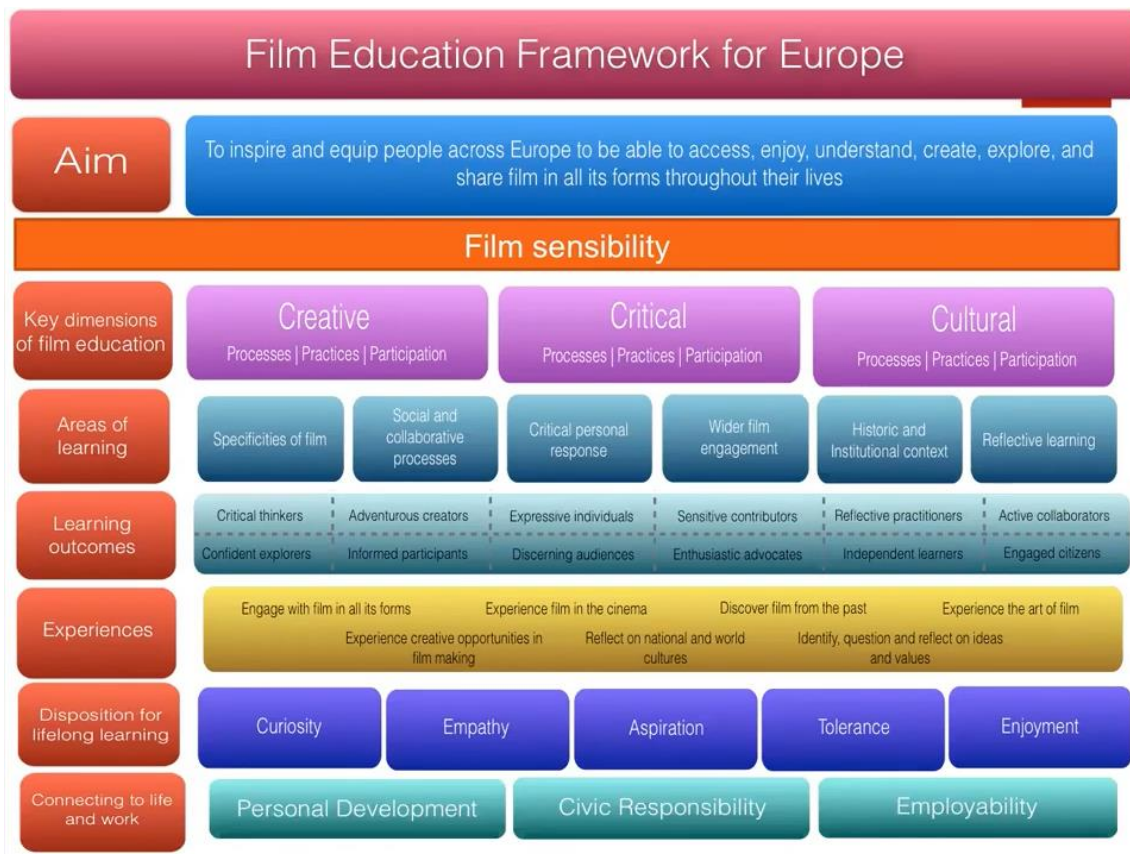 Film Education Framework for Europe
Aim
To inspire and equip people across Europe to be able to access, enjoy, understand, create, explore, and
share film in all its forms throughout their lives
Film sensibility
Key dimensions
of film education
Creative
Processes | Practices | Participation
Critical
Processes | Practices | Participation
Cultural
Processes | Practices | Participation
Areas of
learning
Specificities of film
Social and
collaborative
processes
Critical personal
response
Wider film
engagement
Historic and
Institutional context
Reflective learning
Learning
outcomes
Critical thinkers
Adventurous creators
Expressive individuals
Sensitive contributors
Reflective practitioners
Active collaborators
Confident explorers
Informed participants
Discerning audiences
Enthusiastic advocates
Independent learners
Engaged citizens
Experiences
Engage with film in all its forms
Experience film in the cinema
Discover film from the past
Experience the art of film
Experience creative opportunities in
film making
Reflect on national and world
cultures
Identify, question and reflect on ideas
and values
Disposition for
lifelong learning
Curiosity
Empathy
Aspiration
Tolerance
Enjoyment
Connecting to life
and work
Personal Development
Civic Responsibility
Employability